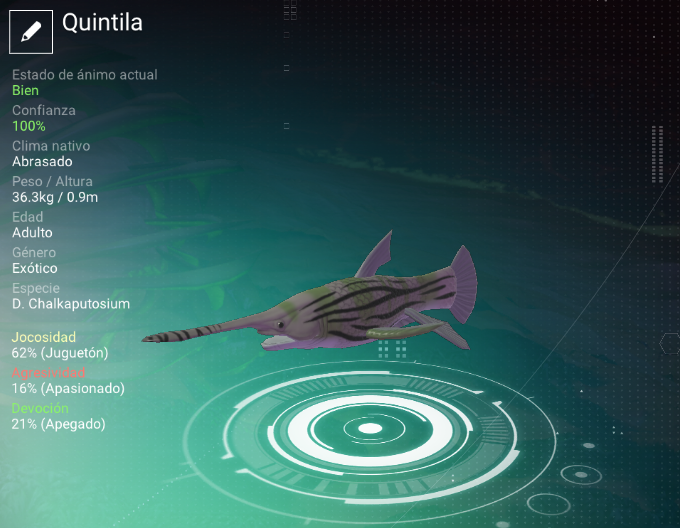 Quintila
Estado de ánimo actual
Bien
Confianza
100%
Clima nativo
Abrasado
Peso / Altura
36.3kg / 0.9m
Edad
Adulto
Género
Exótico
Especie
D. Chalkaputosium
Jocosidad
62% (Juguetón)
Agresividad
16% (Apasionado)
Devoción
21% (Apegado)